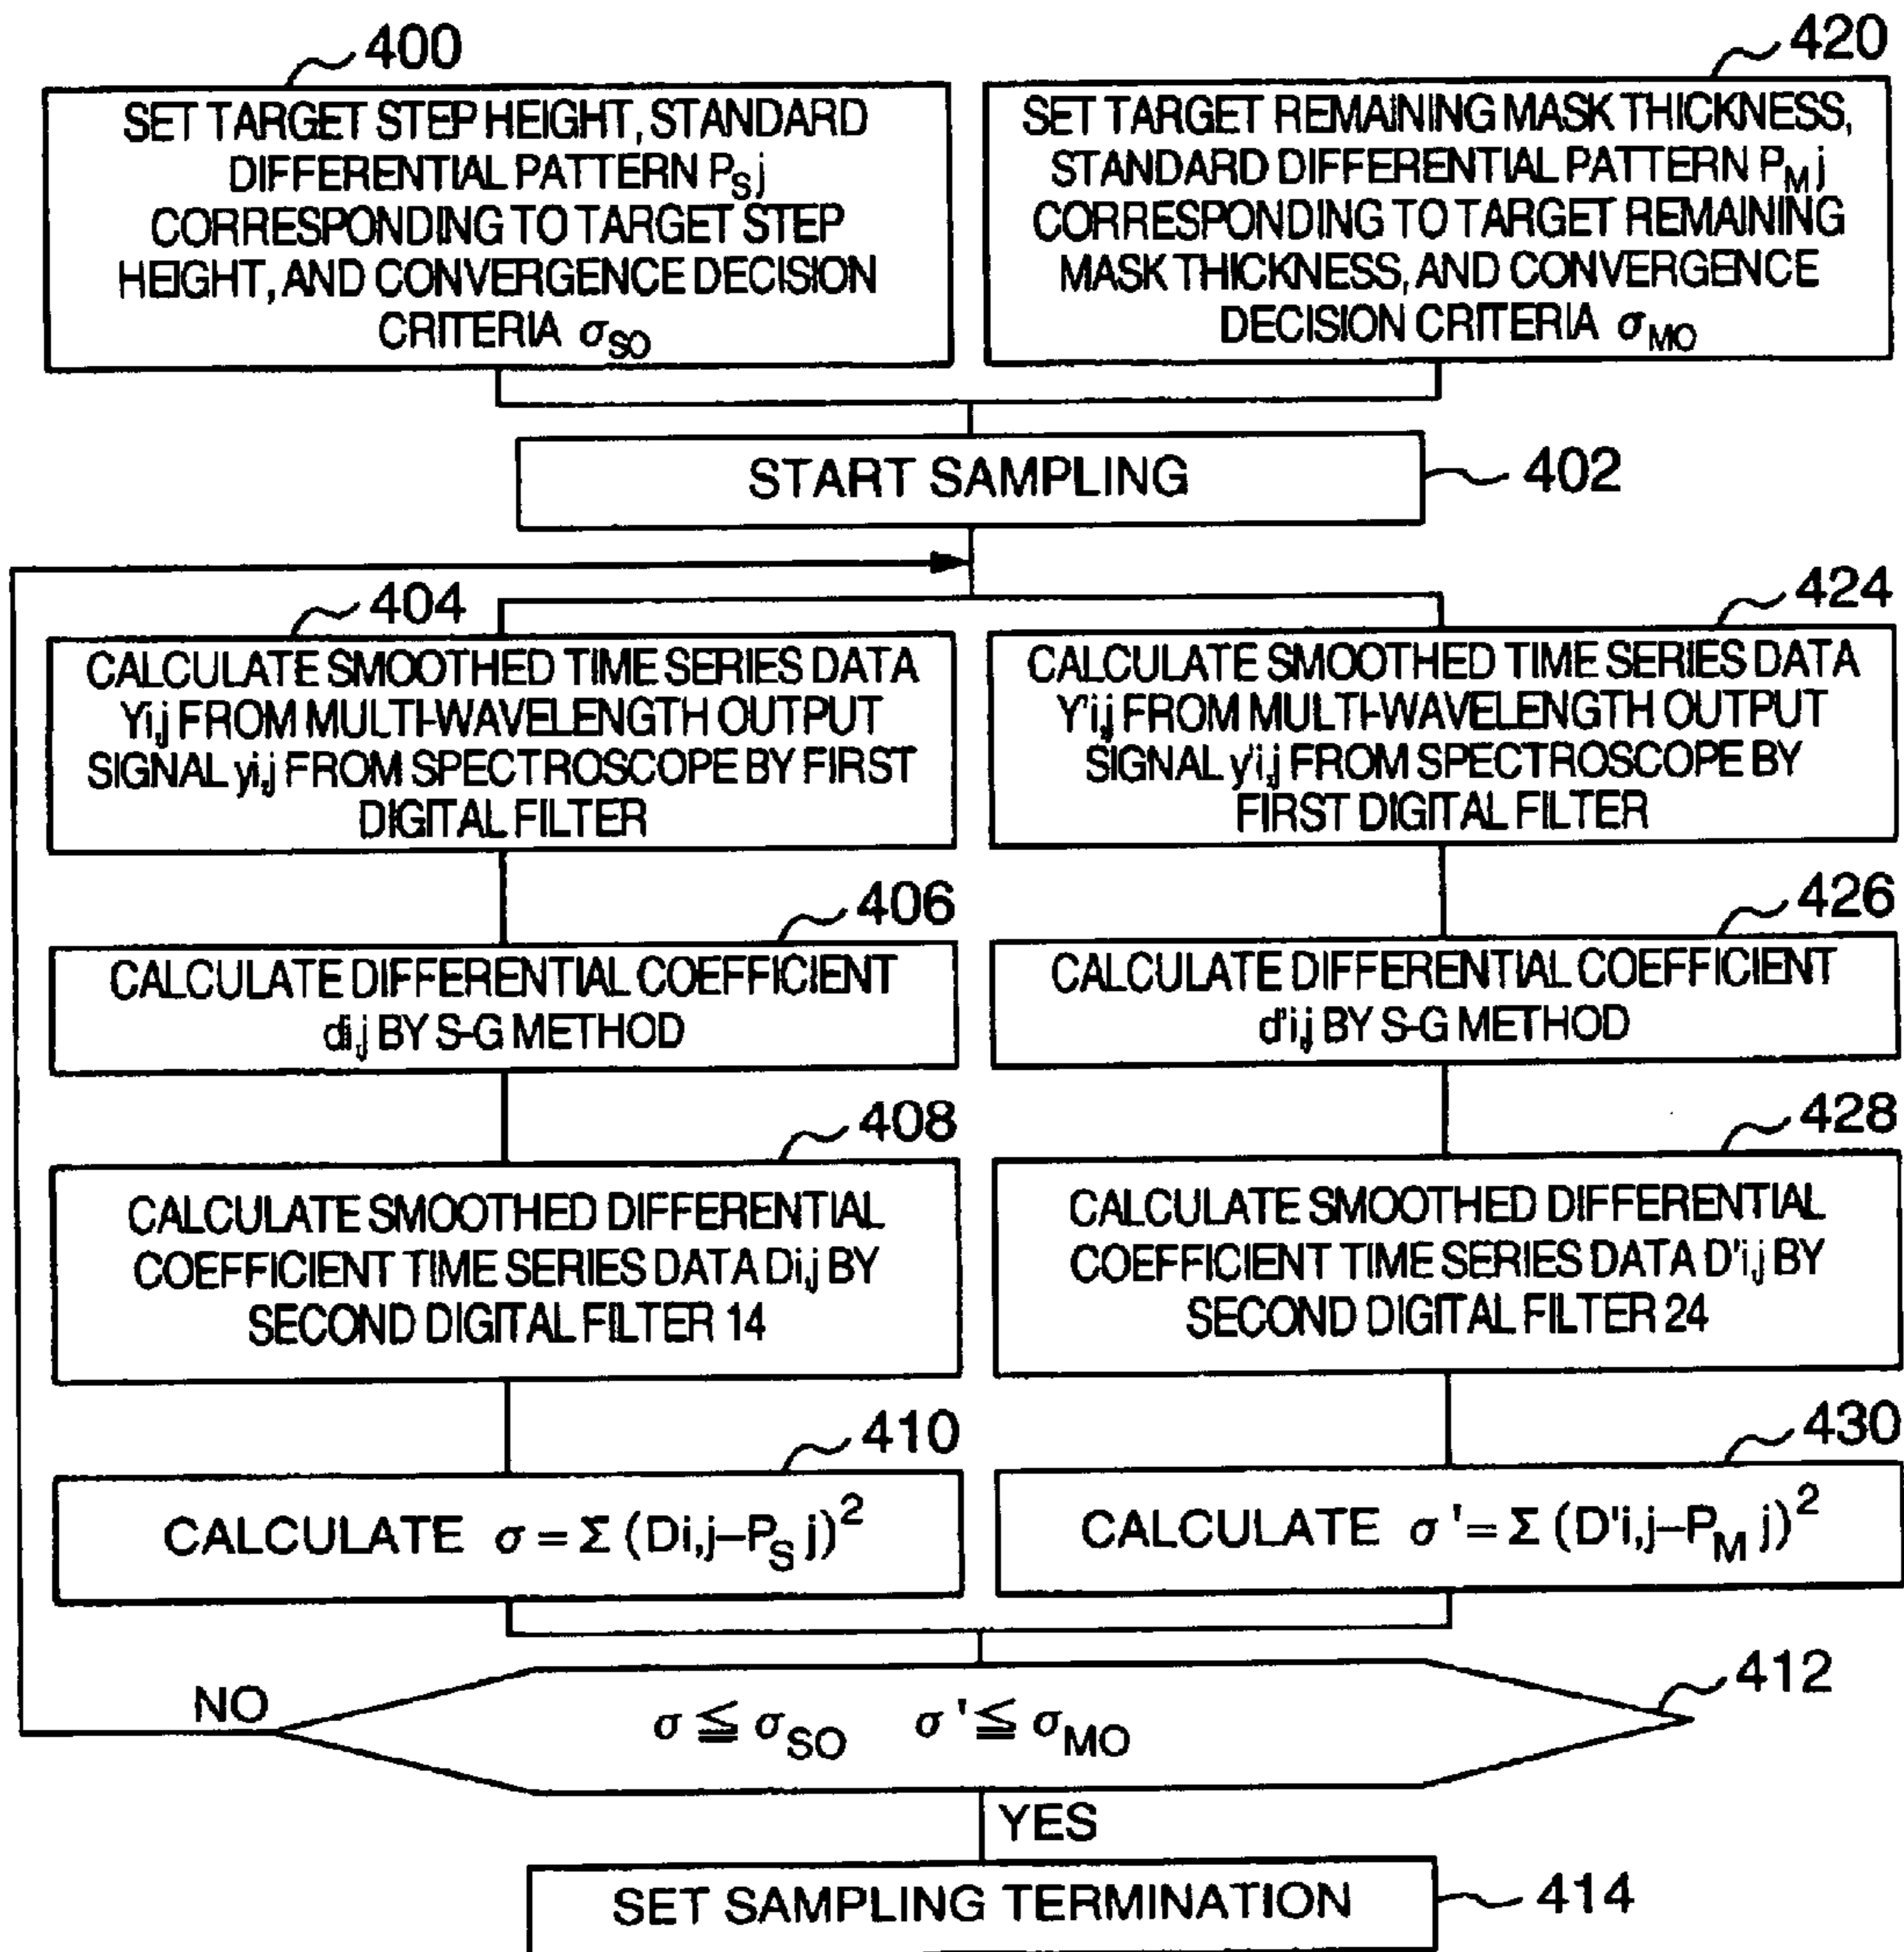 400
SET TARGET STEP HEIGHT, STANDARD
DIFFERENTIAL PATTERN PSj
CORRESPONDING TO TARGET STEP
HEIGHT, AND CONVERGENCE DECISION
CRITERIA σSO
420
SET TARGET REMAINING MASK THICKNESS,
STANDARD DIFFERENTIAL PATTERN PMj
CORRESPONDING TO TARGET REMAINING
MASK THICKNESS, AND CONVERGENCE
DECISION CRITERIA σMO
START SAMPLING
402
404
CALCULATE SMOOTHED TIME SERIES DATA
Yi,j FROM MULTI-WAVELENGTH OUTPUT
SIGNAL yi,j FROM SPECTROSCOPE BY FIRST
DIGITAL FILTER
424
CALCULATE SMOOTHED TIME SERIES DATA
Y'i,j FROM MULTI-WAVELENGTH OUTPUT
SIGNAL y'i,j FROM SPECTROSCOPE BY
FIRST DIGITAL FILTER
406
CALCULATE DIFFERENTIAL COEFFICIENT
di,j BY S-G METHOD
426
CALCULATE DIFFERENTIAL COEFFICIENT
d'i,j BY S-G METHOD
408
CALCULATE SMOOTHED DIFFERENTIAL
COEFFICIENT TIME SERIES DATA Di,j BY
SECOND DIGITAL FILTER 14
428
CALCULATE SMOOTHED DIFFERENTIAL
COEFFICIENT TIME SERIES DATA D'i,j BY
SECOND DIGITAL FILTER 24
410
CALCULATE σ = Σ (Di,j–PS j)²
430
CALCULATE σ '= Σ (D'i,j–PM j)²
412
NO
σ ≦ σSO σ '≦ σMO
YES
SET SAMPLING TERMINATION
414